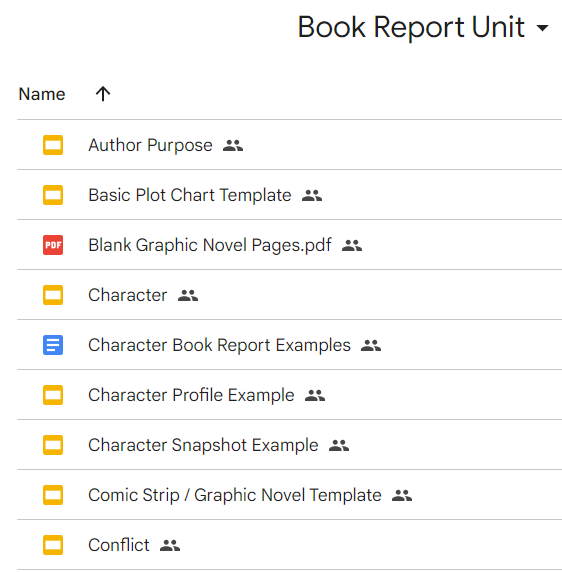 Book Report Unit
Name
Author Purpose
Basic Plot Chart Template
PDF Blank Graphic Novel Pages.pdf
Character
Character Book Report Examples
Character Profile Example
Character Snapshot Example
Comic Strip / Graphic Novel Template
Conflict